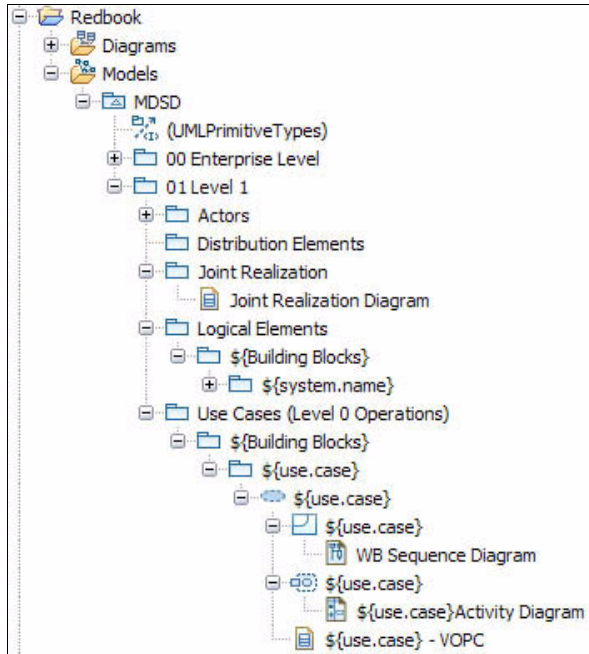 Redbook
Diagrams
Models
MDSD
(UMLPrimitiveTypes)
00 Enterprise Level
01 Level 1
Actors
Distribution Elements
Joint Realization
Joint Realization Diagram
Logical Elements
${Building Blocks}
${system.name}
Use Cases (Level 0 Operations)
${Building Blocks}
${use.case}
${use.case}
${use.case}
WB Sequence Diagram
${use.case}
${use.case}Activity Diagram
${use.case} - VOPC